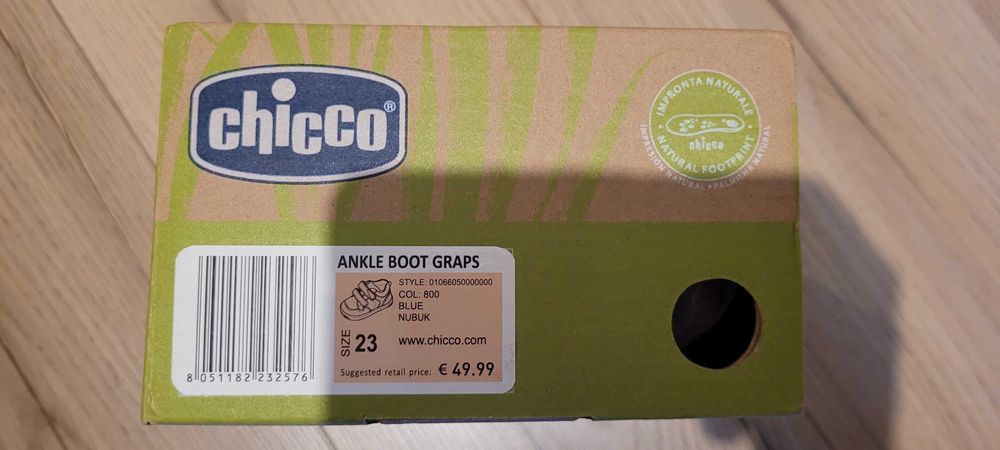 chicco®
IMPRONTA NATURALE
chicco
• NATURAL FOOTPRINT •
IMPRESIÓN NATURAL • PALMILHA NATURAL
ANKLE BOOT GRAPS
STYLE: 01066050000000
COL: 800
BLUE
NUBUK
SIZE 23
www.chicco.com
Suggested retail price: € 49.99
8 051182 232576